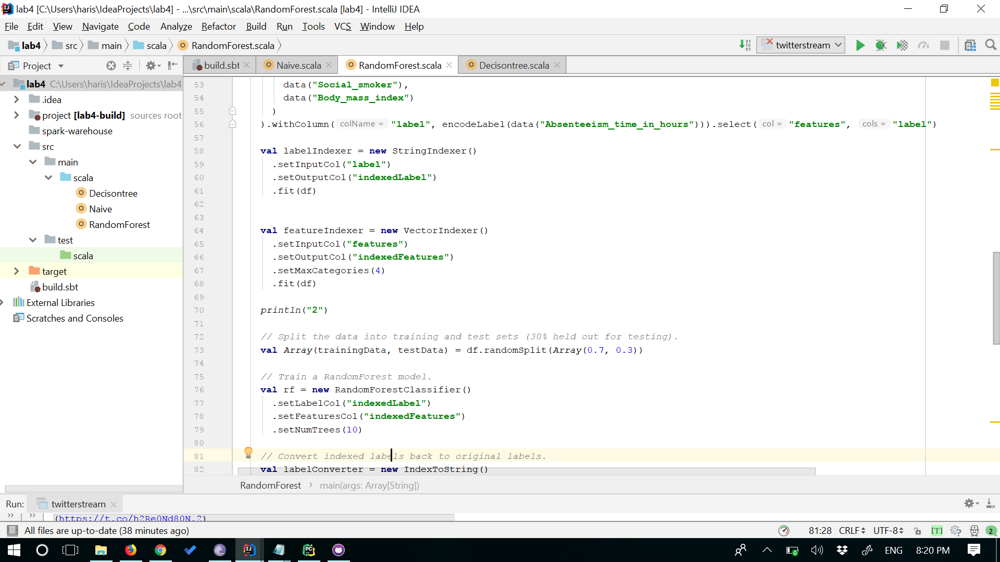 lab4 [C:\Users\haris\IdeaProjects\lab4] - ...\src\main\scala\RandomForest.scala [lab4] - IntelliJ IDEA
File Edit View Navigate Code Analyze Refactor Build Run Tools VCS Window Help
lab4 src main scala RandomForest.scala twitterstream
Project build.sbt Naive.scala RandomForest.scala Decisontree.scala
lab4 C:\Users\haris\IdeaProjects\lab4
.idea
project [lab4-build] sources root
spark-warehouse
src
main
scala
Decisontree
Naive
RandomForest
test
scala
target
build.sbt
External Libraries
Scratches and Consoles
53 data("Social_smoker"),
54 data("Body_mass_index")
55 )
56 ).withColumn( colName = "label", encodeLabel(data("Absenteeism_time_in_hours"))).select( col = "features", cols = "label")
57
58 val labelIndexer = new StringIndexer()
59 .setInputCol("label")
60 .setOutputCol("indexedLabel")
61 .fit(df)
62
63
64 val featureIndexer = new VectorIndexer()
65 .setInputCol("features")
66 .setOutputCol("indexedFeatures")
67 .setMaxCategories(4)
68 .fit(df)
69
70 println("2")
71
72 // Split the data into training and test sets (30% held out for testing).
73 val Array(trainingData, testData) = df.randomSplit(Array(0.7, 0.3))
74
75 // Train a RandomForest model.
76 val rf = new RandomForestClassifier()
77 .setLabelCol("indexedLabel")
78 .setFeaturesCol("indexedFeatures")
79 .setNumTrees(10)
80
81 // Convert indexed labels back to original labels.
82 val labelConverter = new IndexToString()
RandomForest › main(args: Array[String])
Run: twitterstream
(https://t.co/h2Re0Nd80N,2)
All files are up-to-date (38 minutes ago) 81:28 CRLF UTF-8 [T] 2
ENG 8:20 PM